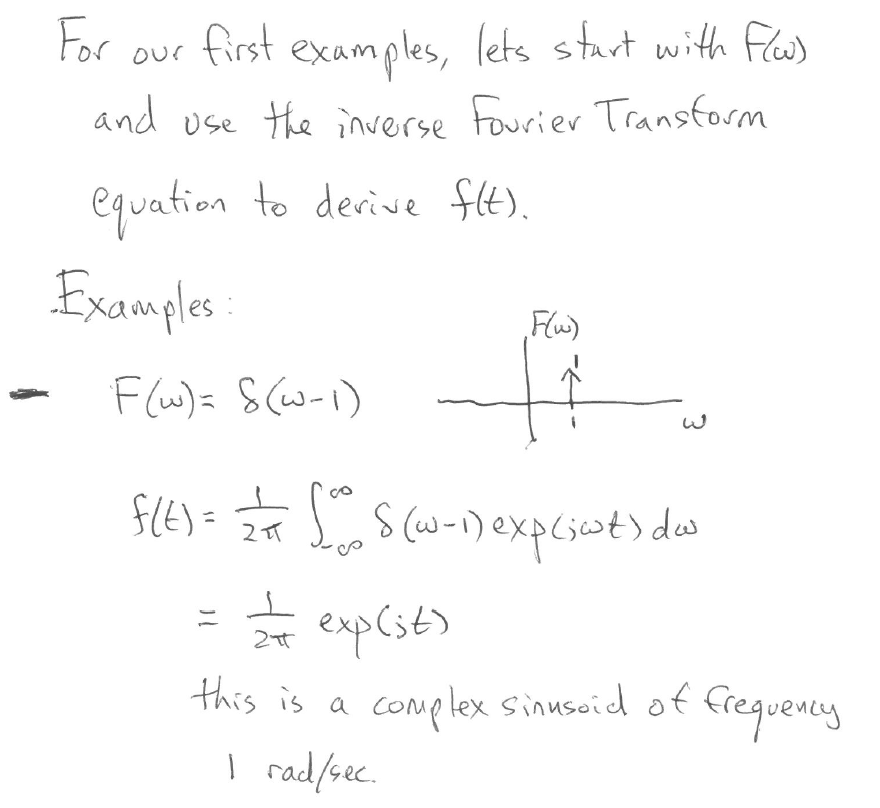 For our first examples, lets start with F(ω)
and use the inverse Fourier Transform
equation to derive f(t).
Examples:
F(ω)
1
- F(ω)= δ(ω-1)
1
ω
f(t) = 1/2π ∫_{-∞}^{∞} δ(ω-1) exp(jωt) dω
= 1/2π exp(jt)
this is a complex sinusoid of frequency
1 rad/sec.